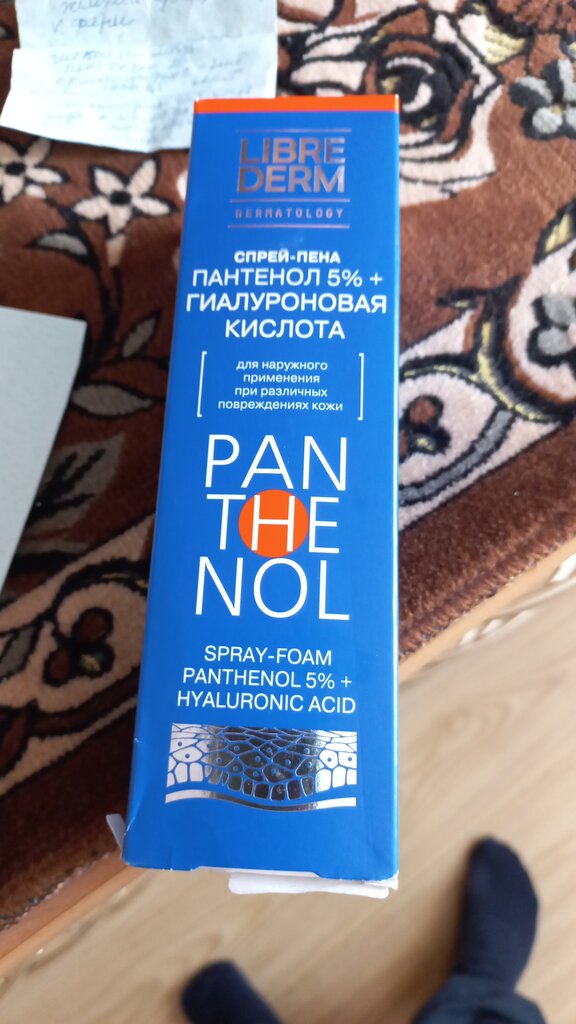 LIBRE
DERM
DERMATOLOGY
СПРЕЙ-ПЕНА
ПАНТЕНОЛ 5% +
ГИАЛУРОНОВАЯ
КИСЛОТА
для наружного
применения
при различных
повреждениях кожи
PAN
THE
NOL
SPRAY-FOAM
PANTHENOL 5% +
HYALURONIC ACID